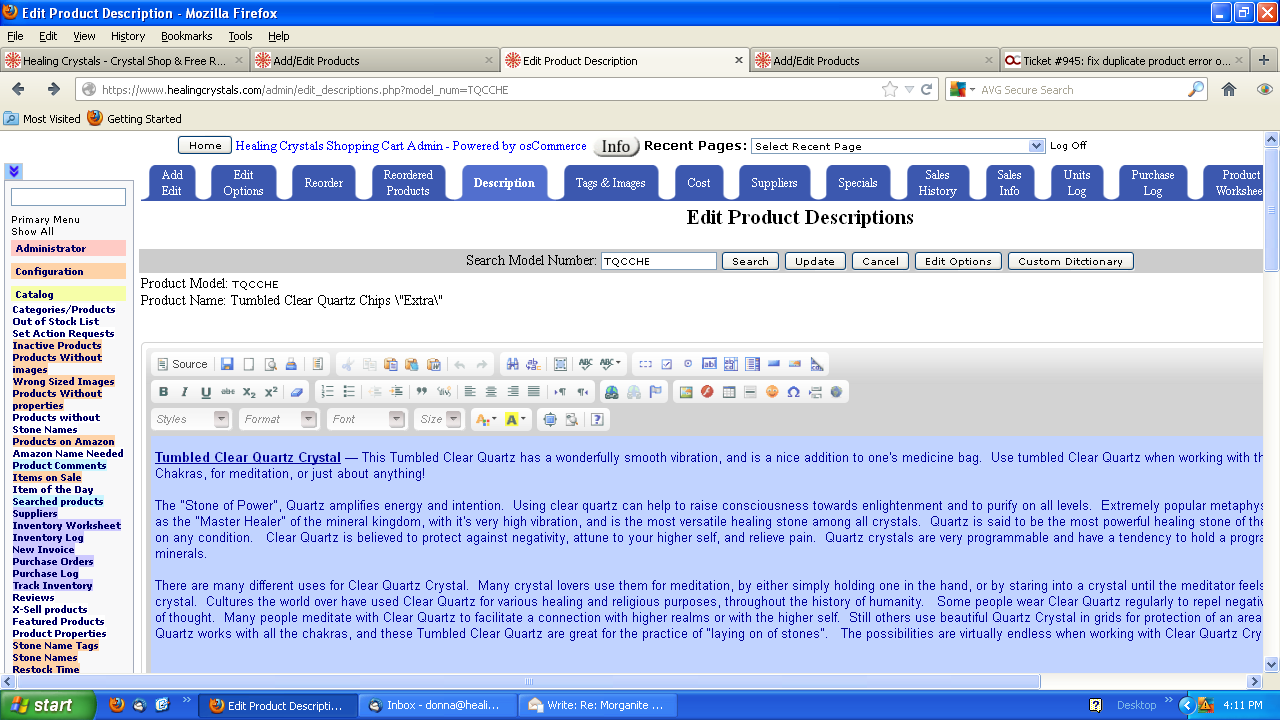 Edit Product Description - Mozilla Firefox
File Edit View History Bookmarks Tools Help
Healing Crystals - Crystal Shop & Free R...
Add/Edit Products
Edit Product Description
Add/Edit Products
Ticket #945: fix duplicate product error o...
https://www.healingcrystals.com/admin/edit_descriptions.php?model_num=TQCCHE
AVG Secure Search
Most Visited Getting Started
Home Healing Crystals Shopping Cart Admin - Powered by osCommerce Info Recent Pages: Select Recent Page Log Off
Add Edit
Edit Options
Reorder
Reordered Products
Description
Tags & Images
Cost
Suppliers
Specials
Sales History
Sales Info
Units Log
Purchase Log
Product Workshee
Primary Menu
Show All
Administrator
Configuration
Catalog
Categories/Products
Out of Stock List
Set Action Requests
Inactive Products
Products Without
images
Wrong Sized Images
Products Without
properties
Products without
Stone Names
Products on Amazon
Amazon Name Needed
Product Comments
Items on Sale
Item of the Day
Searched products
Suppliers
Inventory Worksheet
Inventory Log
New Invoice
Purchase Orders
Purchase Log
Track Inventory
Reviews
X-Sell products
Featured Products
Product Properties
Stone Name Tags
Stone Names
Restock Time
Edit Product Descriptions
Search Model Number: TQCCHE Search Update Cancel Edit Options Custom Ditctionary
Product Model: TQCCHE
Product Name: Tumbled Clear Quartz Chips \"Extra\"
Source
B I U abc X₂ X²
Styles Format Font Size
Tumbled Clear Quartz Crystal — This Tumbled Clear Quartz has a wonderfully smooth vibration, and is a nice addition to one's medicine bag. Use tumbled Clear Quartz when working with th
Chakras, for meditation, or just about anything!
The "Stone of Power", Quartz amplifies energy and intention. Using clear quartz can help to raise consciousness towards enlightenment and to purify on all levels. Extremely popular metaphys
as the "Master Healer" of the mineral kingdom, with it's very high vibration, and is the most versatile healing stone among all crystals. Quartz is said to be the most powerful healing stone of the
on any condition. Clear Quartz is believed to protect against negativity, attune to your higher self, and relieve pain. Quartz crystals are very programmable and have a tendency to hold a progra
minerals.
There are many different uses for Clear Quartz Crystal. Many crystal lovers use them for meditation, by either simply holding one in the hand, or by staring into a crystal until the meditator feels
crystal. Cultures the world over have used Clear Quartz for various healing and religious purposes, throughout the history of humanity. Some people wear Clear Quartz regularly to repel negativ
of thought. Many people meditate with Clear Quartz to facilitate a connection with higher realms or with the higher self. Still others use beautiful Quartz Crystal in grids for protection of an area
Quartz works with all the chakras, and these Tumbled Clear Quartz are great for the practice of "laying of stones". The possibilities are virtually endless when working with Clear Quartz Cry
start
Edit Product Descripti...
Inbox - donna@heali...
Write: Re: Morganite ...
Desktop
4:11 PM